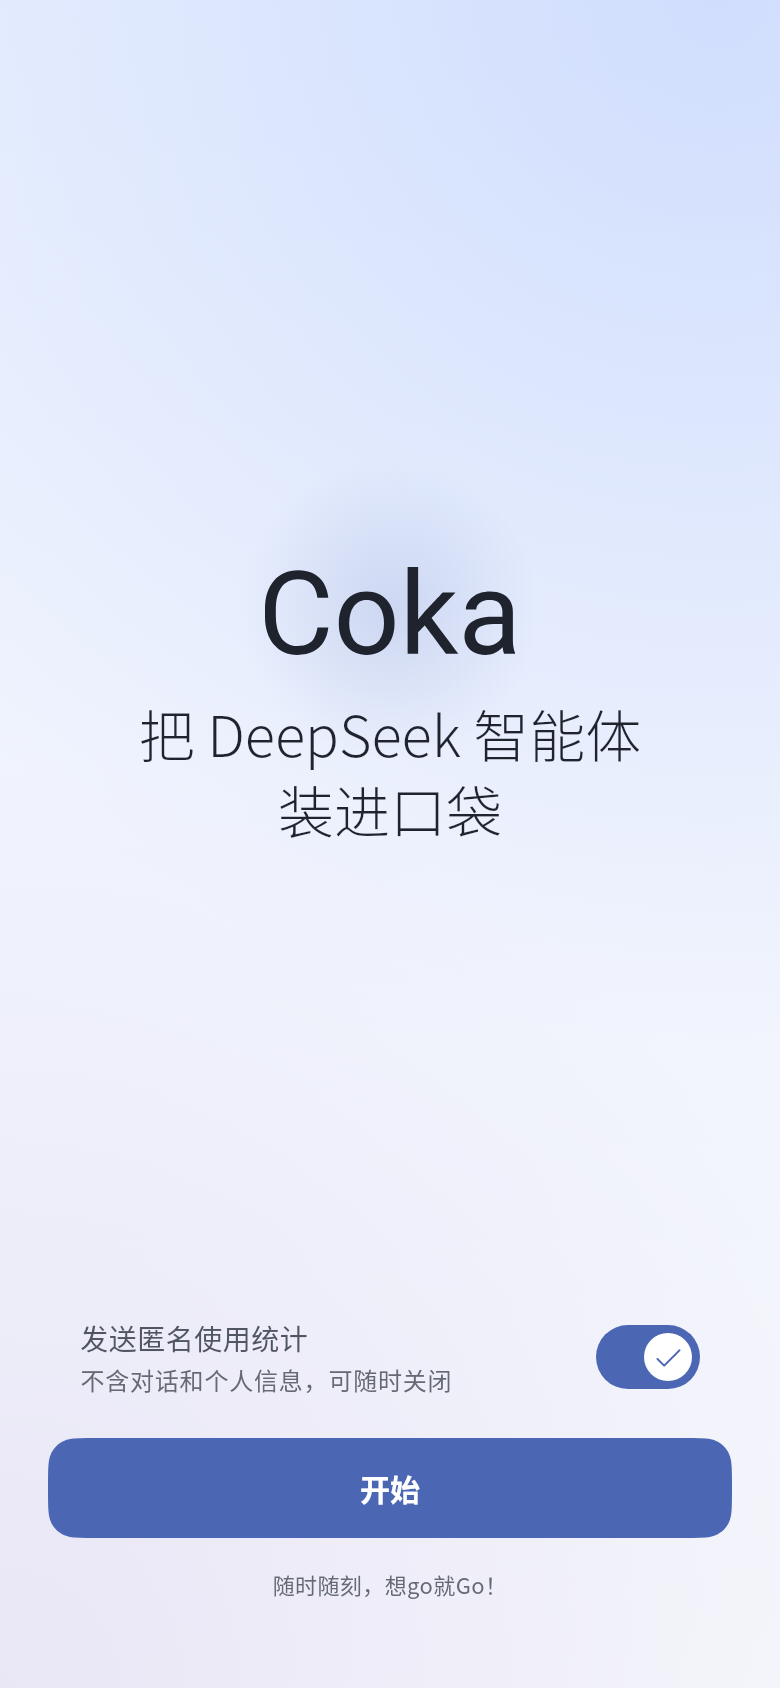 Coka
把 DeepSeek 智能体
装进口袋
发送匿名使用统计
不含对话和个人信息，可随时关闭
开始
随时随刻，想go就Go！